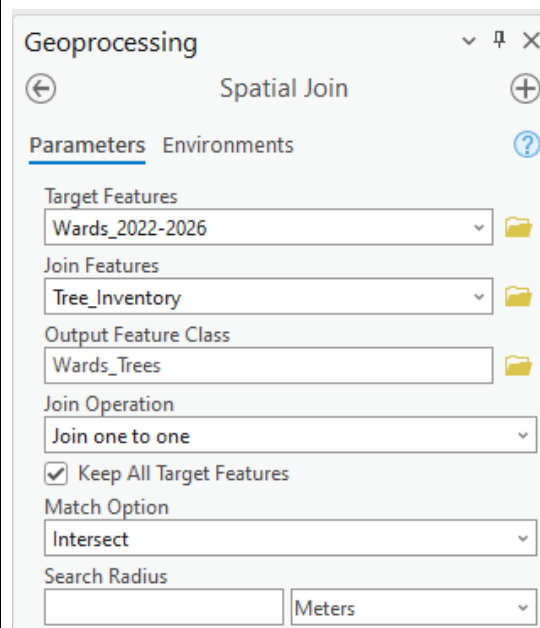 Geoprocessing
Spatial Join
Parameters Environments
Target Features
Wards_2022-2026
Join Features
Tree_Inventory
Output Feature Class
Wards_Trees
Join Operation
Join one to one
Keep All Target Features
Match Option
Intersect
Search Radius
Meters